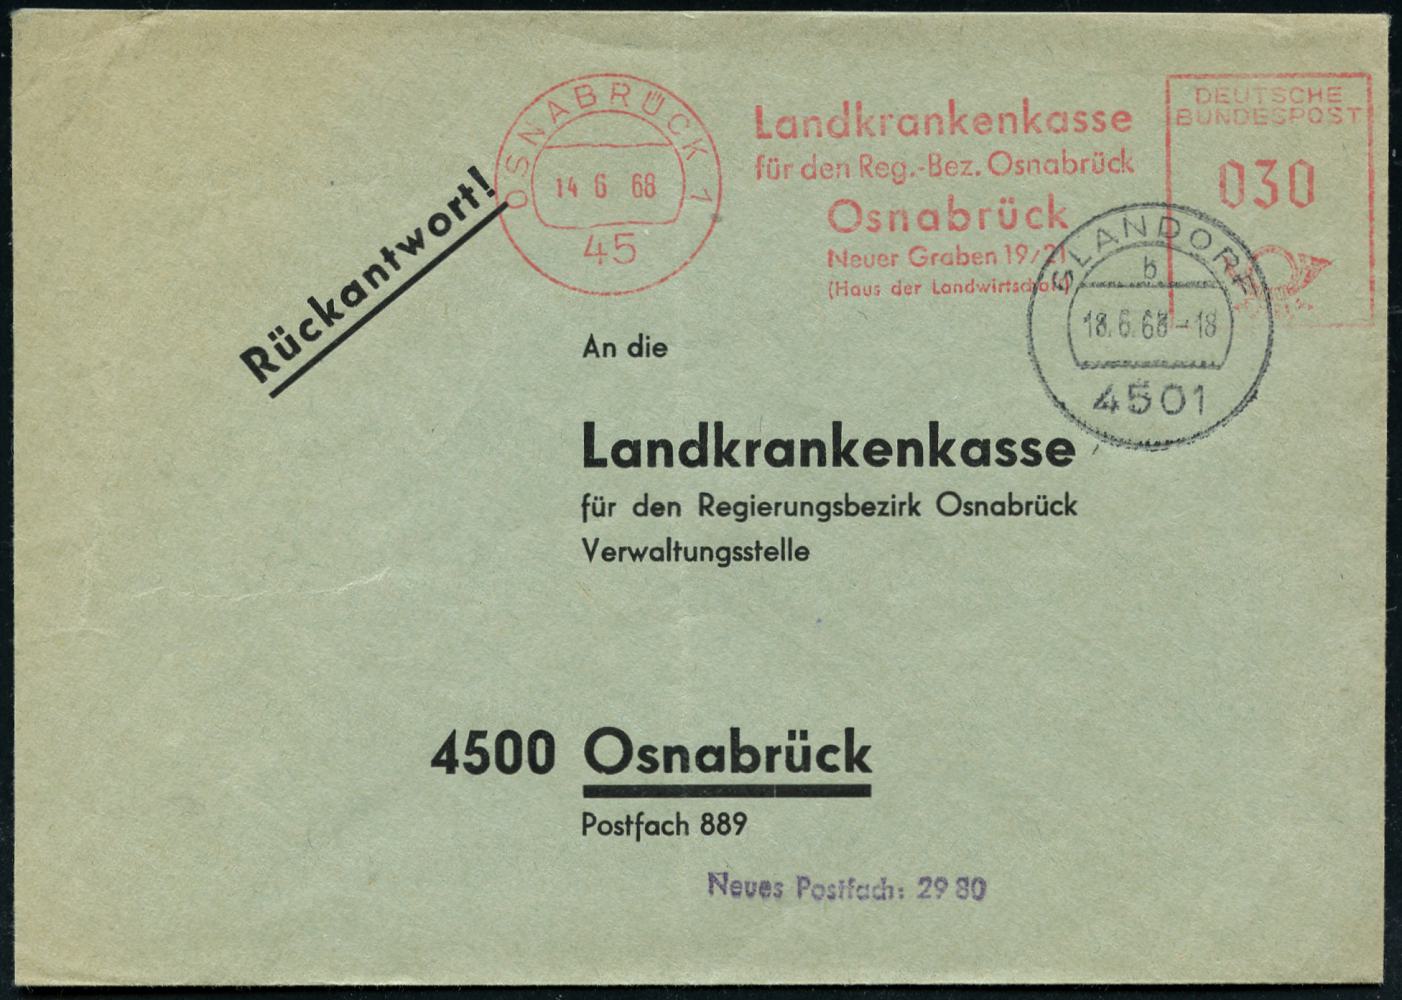 OSNABRÜCK 1
14 6 68
45
Landkrankenkasse
für den Reg.-Bez. Osnabrück
Osnabrück
Neuer Graben 19/21
(Haus der Landwirtschaft)
DEUTSCHE
BUNDESPOST
030
SLANDORF
b
18.6.68-18
4501
Rückantwort!
An die
Landkrankenkasse
für den Regierungsbezirk Osnabrück
Verwaltungsstelle
4500 Osnabrück
Postfach 889
Neues Postfach: 29 80